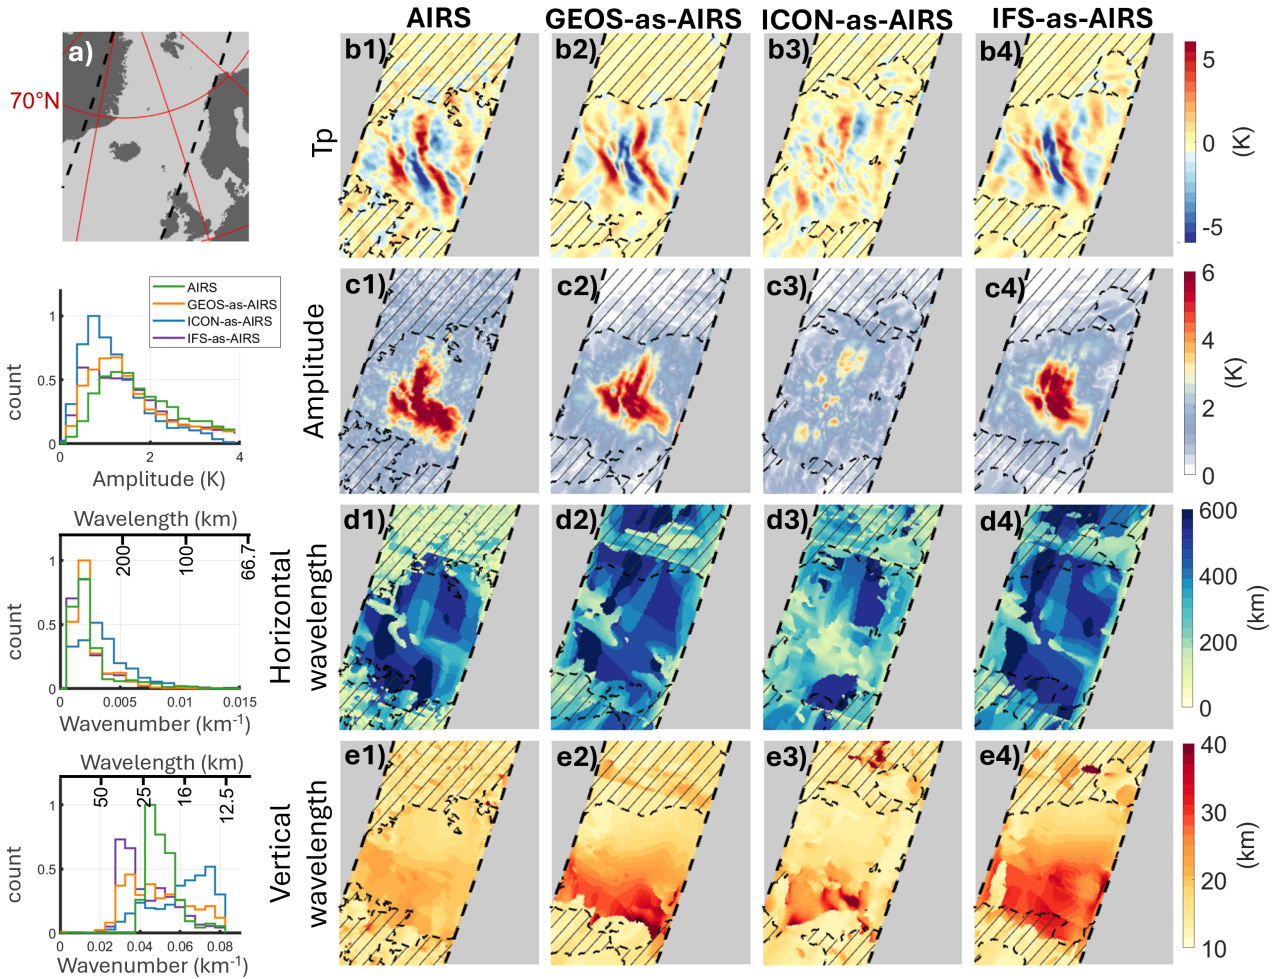 AIRS GEOS-as-AIRS ICON-as-AIRS IFS-as-AIRS
a) 70°N
Tp b1) b2) b3) b4) 5 0 -5 (K)
AIRS
GEOS-as-AIRS
ICON-as-AIRS
IFS-as-AIRS
count 1 0.5 0
0 2 4
Amplitude (K)
Amplitude c1) c2) c3) c4) 6 4 2 0 (K)
Wavelength (km)
200 100 66.7
count 1 0.5 0
0 0.005 0.01 0.015
Wavenumber (km-1)
Horizontal
wavelength
d1) d2) d3) d4) 600 400 200 0 (km)
Wavelength (km)
50 25 16 12.5
count 1 0.5 0
0 0.02 0.04 0.06 0.08
Wavenumber (km-1)
Vertical
wavelength
e1) e2) e3) e4) 40 30 20 10 (km)